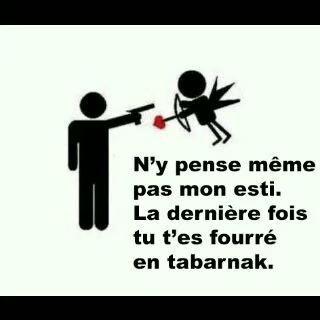 N'y pense même
pas mon esti.
La dernière fois
tu t'es fourré
en tabarnak.